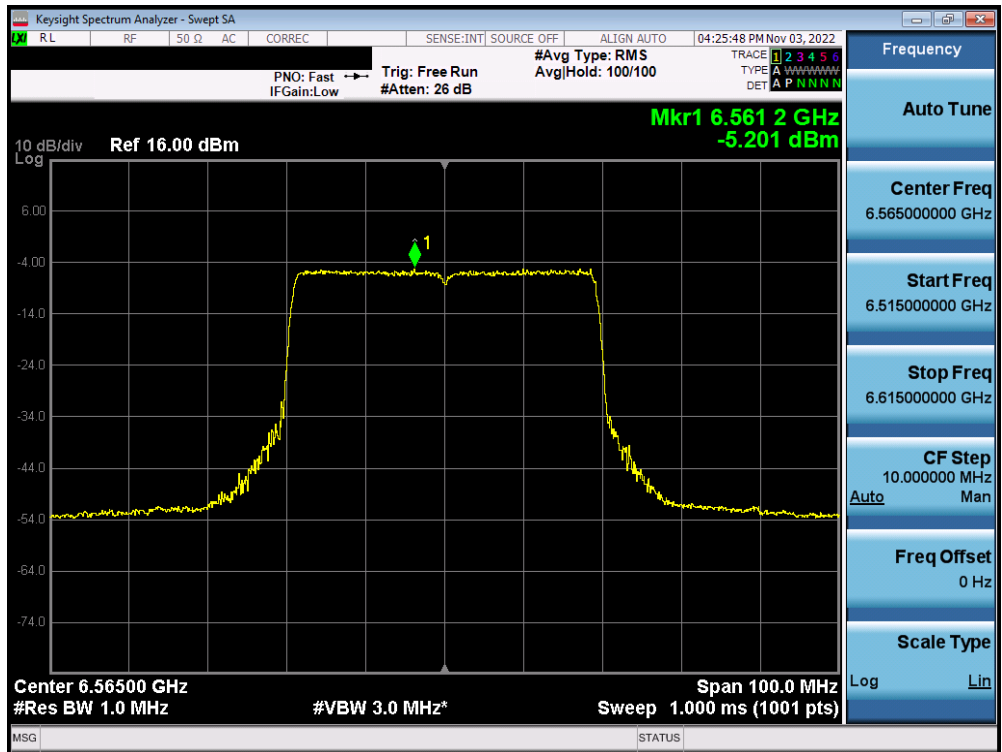 Keysight Spectrum Analyzer - Swept SA
LXI RL RF 50 Ω AC CORREC SENSE:INT SOURCE OFF ALIGN AUTO 04:25:48 PM Nov 03, 2022
PNO: Fast
IFGain:Low
Trig: Free Run
#Atten: 26 dB
#Avg Type: RMS
Avg|Hold: 100/100
TRACE 1 2 3 4 5 6
TYPE A WWWWW
DET A P N N N N
Mkr1 6.561 2 GHz
-5.201 dBm
10 dB/div
Log
Ref 16.00 dBm
1
6.00
-4.00
-14.0
-24.0
-34.0
-44.0
-54.0
-64.0
-74.0
Center 6.56500 GHz
#Res BW 1.0 MHz
#VBW 3.0 MHz*
Span 100.0 MHz
Sweep 1.000 ms (1001 pts)
MSG
STATUS
Frequency
Auto Tune
Center Freq
6.565000000 GHz
Start Freq
6.515000000 GHz
Stop Freq
6.615000000 GHz
CF Step
10.000000 MHz
Auto Man
Freq Offset
0 Hz
Scale Type
Log Lin